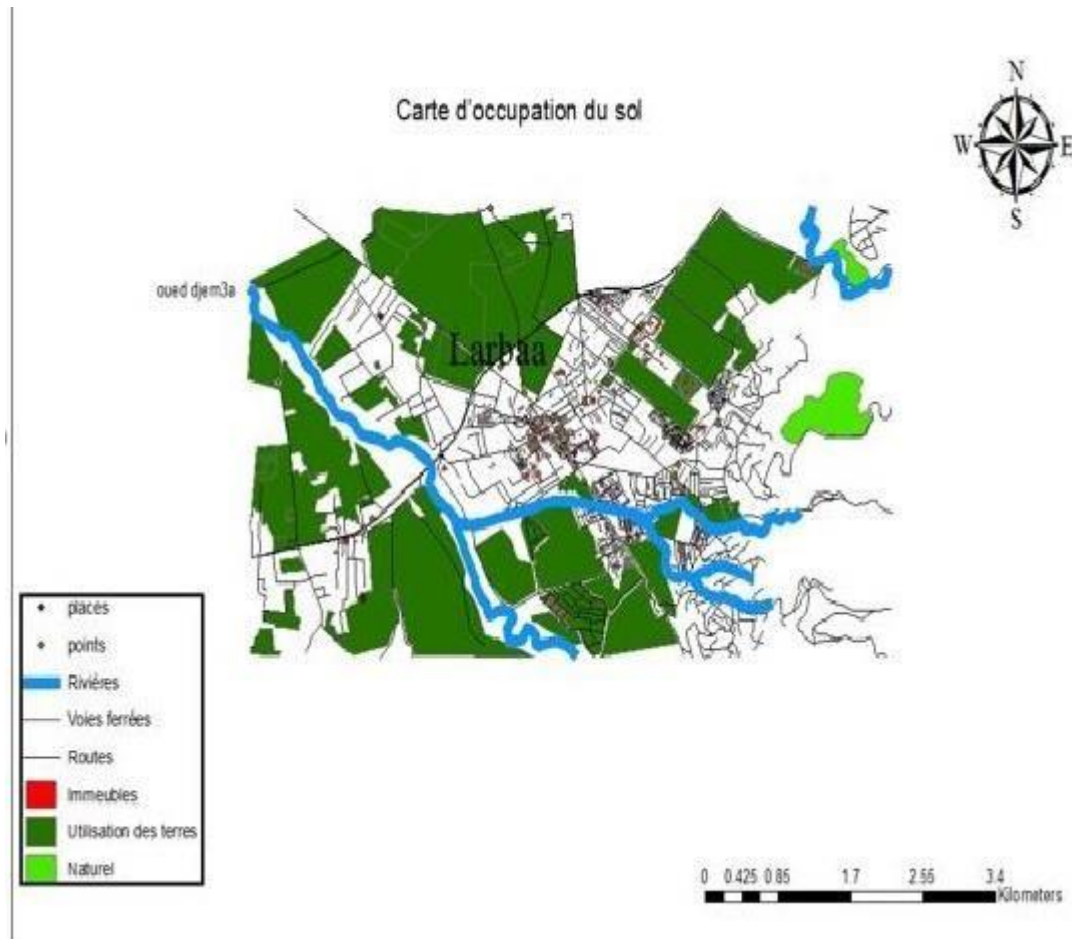 Carte d'occupation du sol
N
W E
S
oued djem3a
Larbaa
places
points
Rivières
Voies ferrées
Routes
Immeubles
Utilisation des terres
Naturel
0 0.425 0.85 1.7 2.55 3.4
Kilometers